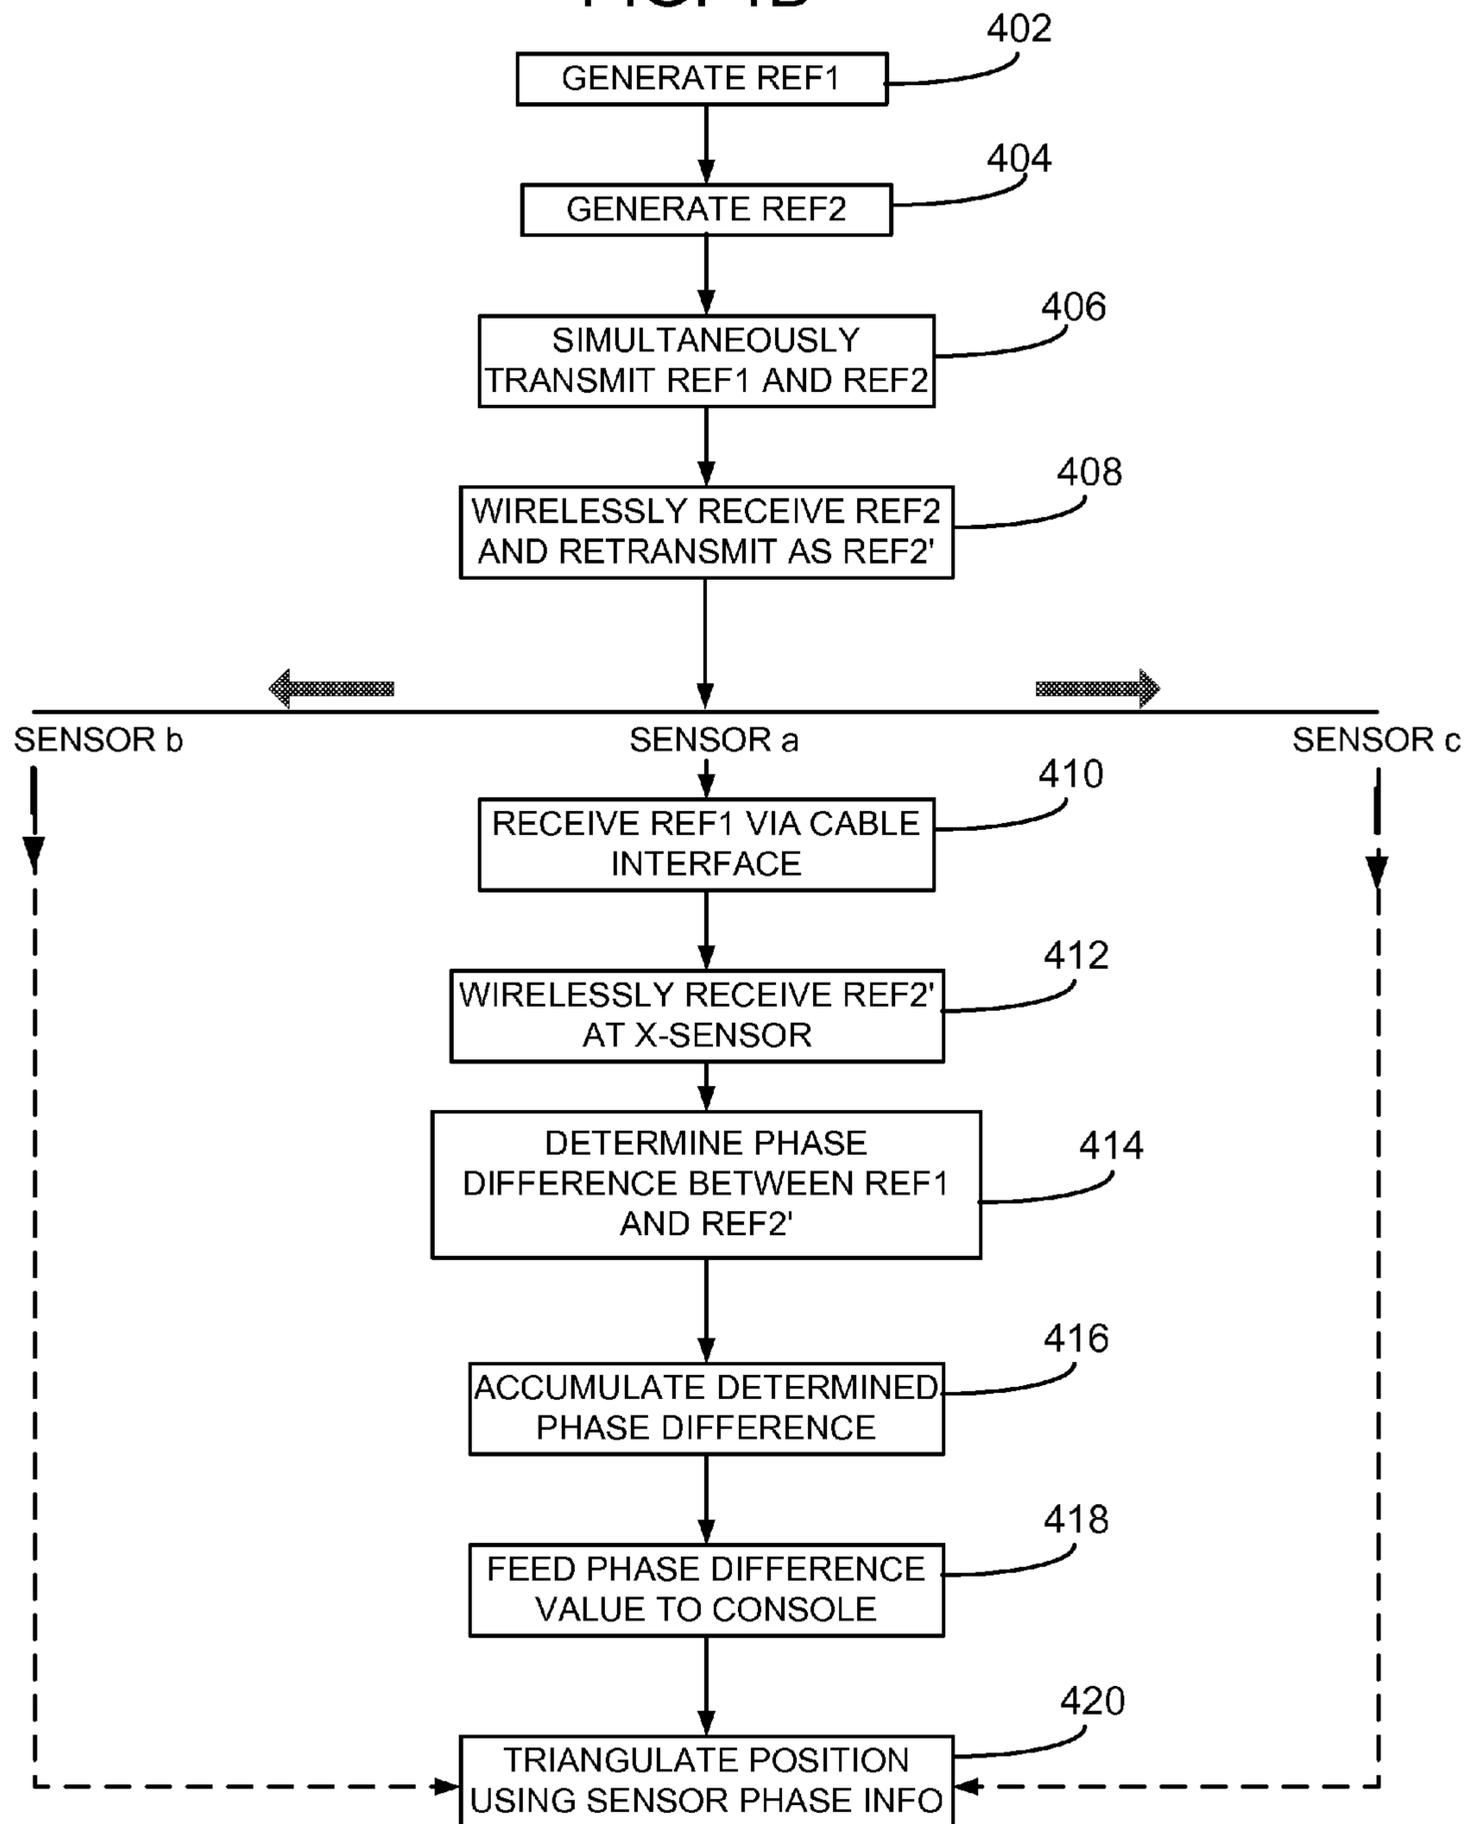 402
GENERATE REF1
404
GENERATE REF2
406
SIMULTANEOUSLY
TRANSMIT REF1 AND REF2
408
WIRELESSLY RECEIVE REF2
AND RETRANSMIT AS REF2'
SENSOR b
SENSOR a
SENSOR c
410
RECEIVE REF1 VIA CABLE
INTERFACE
412
WIRELESSLY RECEIVE REF2'
AT X-SENSOR
414
DETERMINE PHASE
DIFFERENCE BETWEEN REF1
AND REF2'
416
ACCUMULATE DETERMINED
PHASE DIFFERENCE
418
FEED PHASE DIFFERENCE
VALUE TO CONSOLE
420
TRIANGULATE POSITION
USING SENSOR PHASE INFO